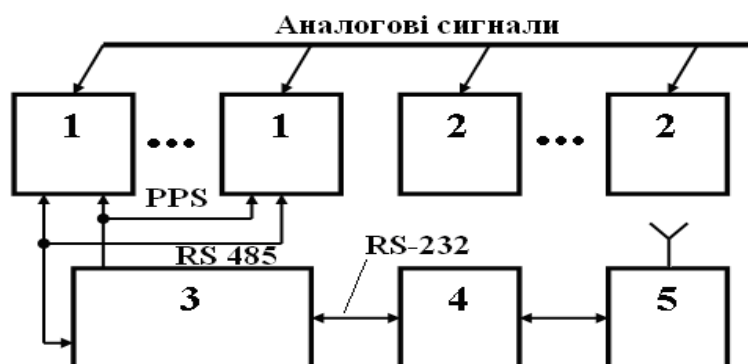 Аналогові сигнали
1 ••• 1 2 ••• 2
PPS
RS 485
RS-232
3 4 5